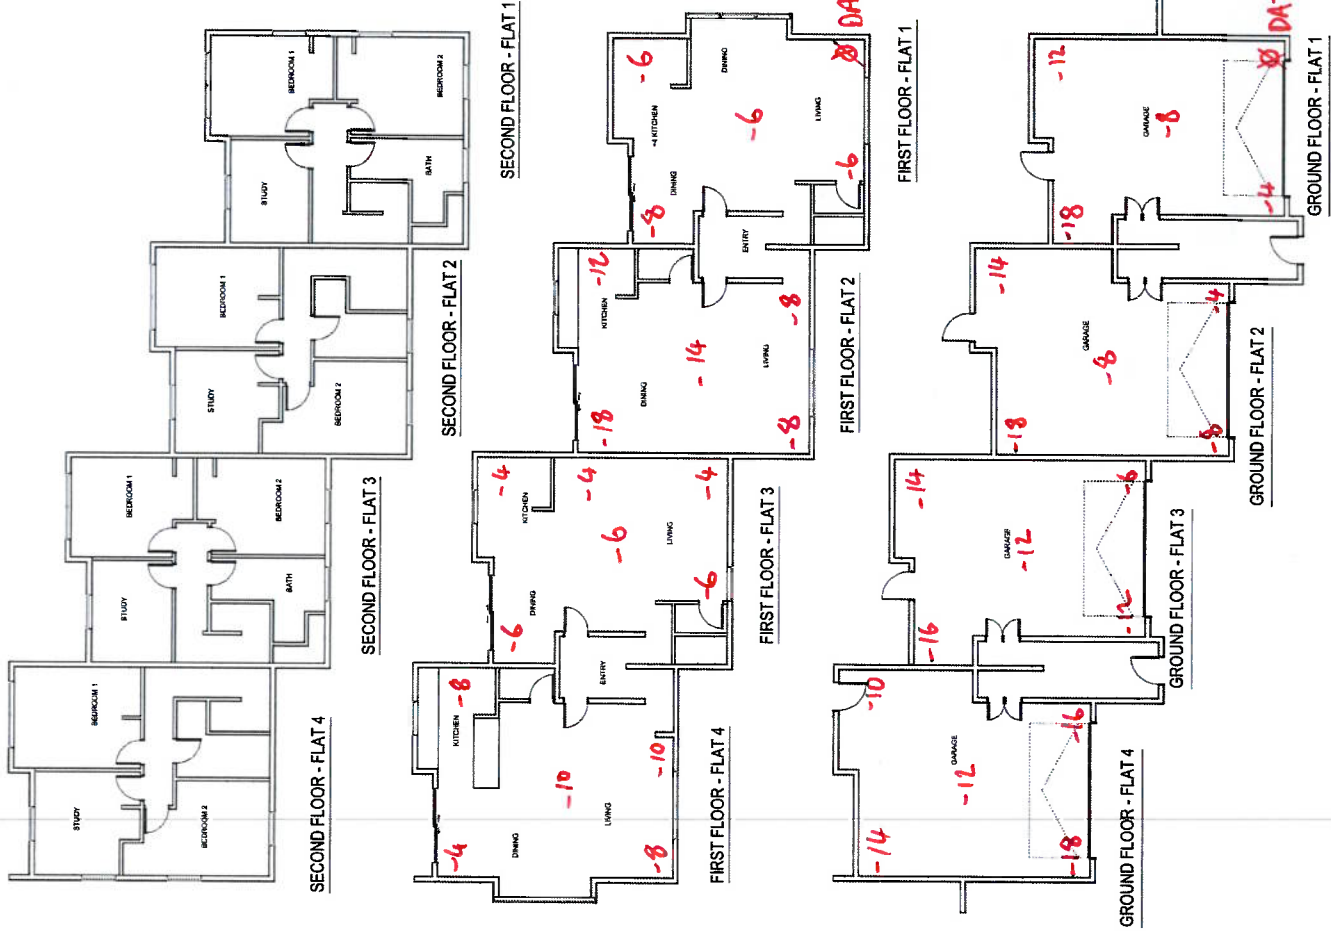 STUDY
BEDROOM 1
BEDROOM 2
SECOND FLOOR - FLAT 4
STUDY
BEDROOM 1
BATH
BEDROOM 2
SECOND FLOOR - FLAT 3
STUDY
BEDROOM 1
BEDROOM 2
SECOND FLOOR - FLAT 2
STUDY
BEDROOM 1
BATH
BEDROOM 2
SECOND FLOOR - FLAT 1
-4
KITCHEN
-8
DINING
-10
ENTRY
LIVING
-8
-10
FIRST FLOOR - FLAT 4
-6
KITCHEN
-4
DINING
-4
-6
LIVING
-6
-4
FIRST FLOOR - FLAT 3
-18
KITCHEN
-12
DINING
-14
LIVING
-8
-8
FIRST FLOOR - FLAT 2
-8
KITCHEN
-6
DINING
DINING
ENTRY
-6
LIVING
-6
Ø DA
FIRST FLOOR - FLAT 1
-14
-10
GARAGE
-12
-18
-16
GROUND FLOOR - FLAT 4
-16
-14
GARAGE
-12
-12
-6
GROUND FLOOR - FLAT 3
-18
-14
GARAGE
-8
-8
-4
GROUND FLOOR - FLAT 2
-18
-12
GARAGE
-8
-4
Ø DA
GROUND FLOOR - FLAT 1